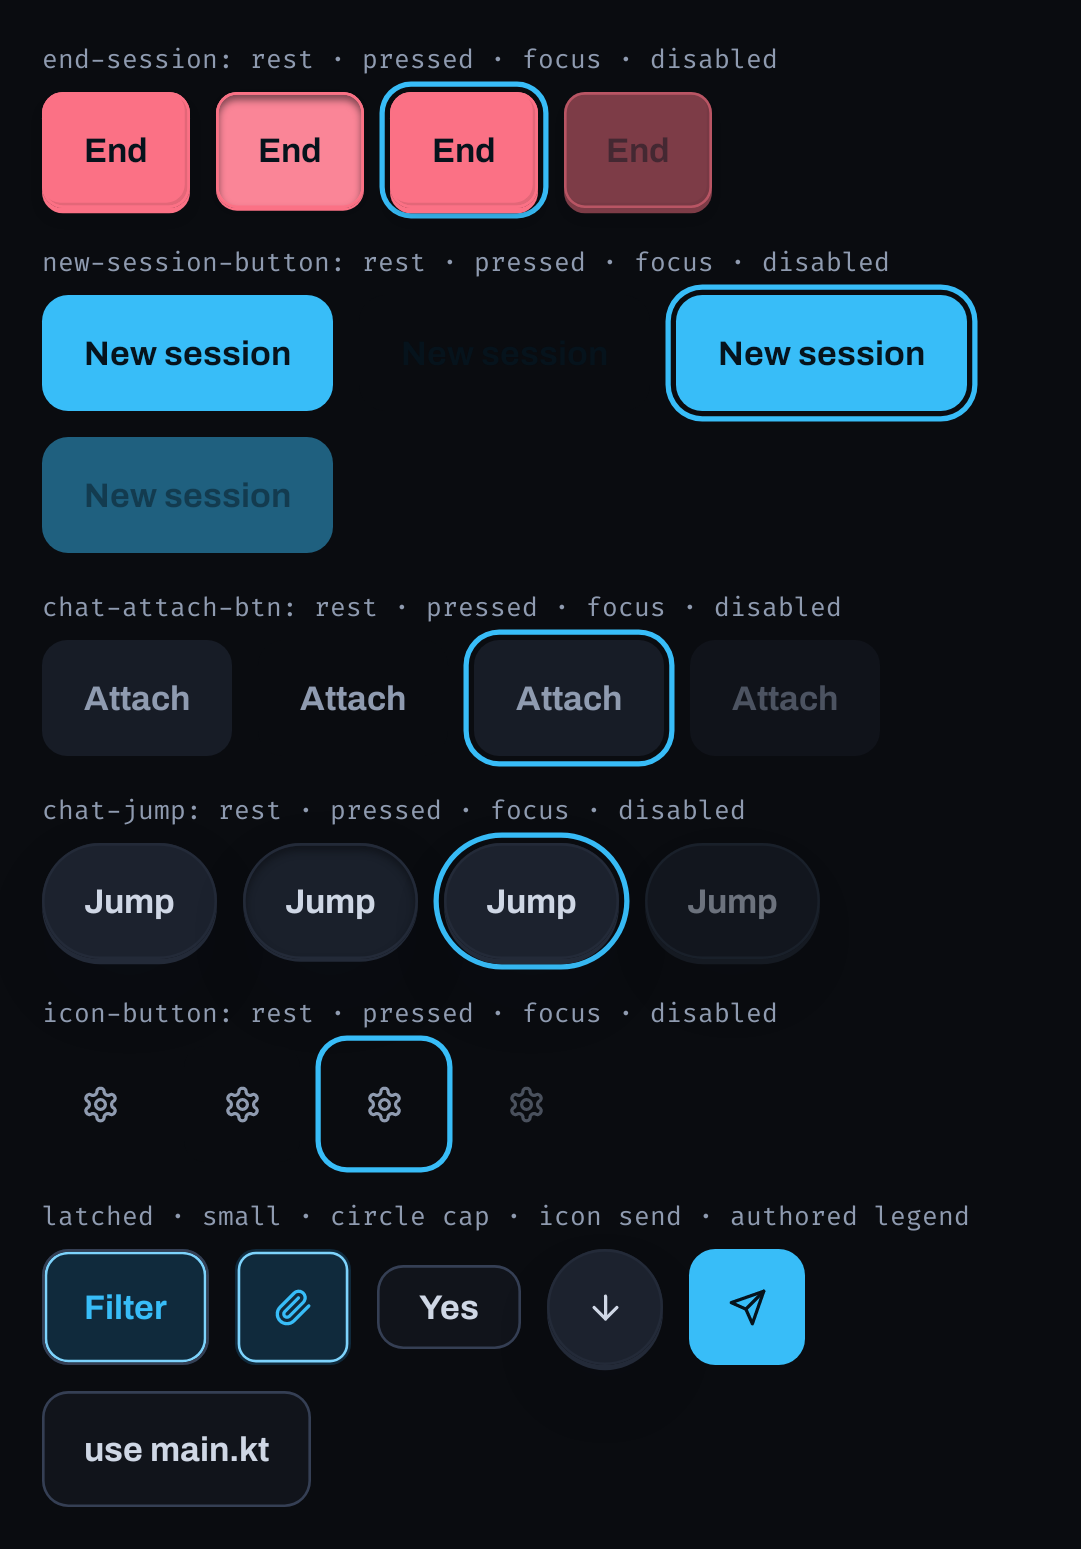 end-session: rest · pressed · focus · disabled
End End End End
new-session-button: rest · pressed · focus · disabled
New session New session New session
New session
chat-attach-btn: rest · pressed · focus · disabled
Attach Attach Attach Attach
chat-jump: rest · pressed · focus · disabled
Jump Jump Jump Jump
icon-button: rest · pressed · focus · disabled
latched · small · circle cap · icon send · authored legend
Filter Yes
use main.kt